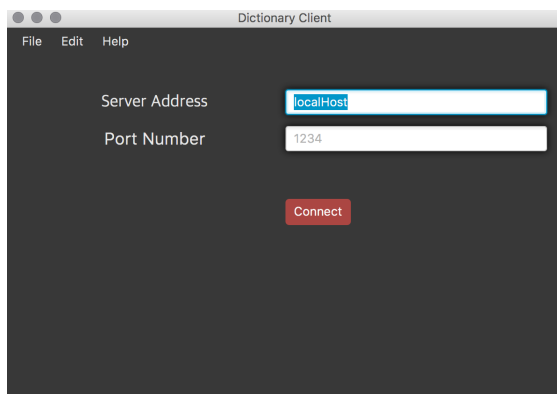 Dictionary Client
File Edit Help
Server Address localHost
Port Number 1234
Connect